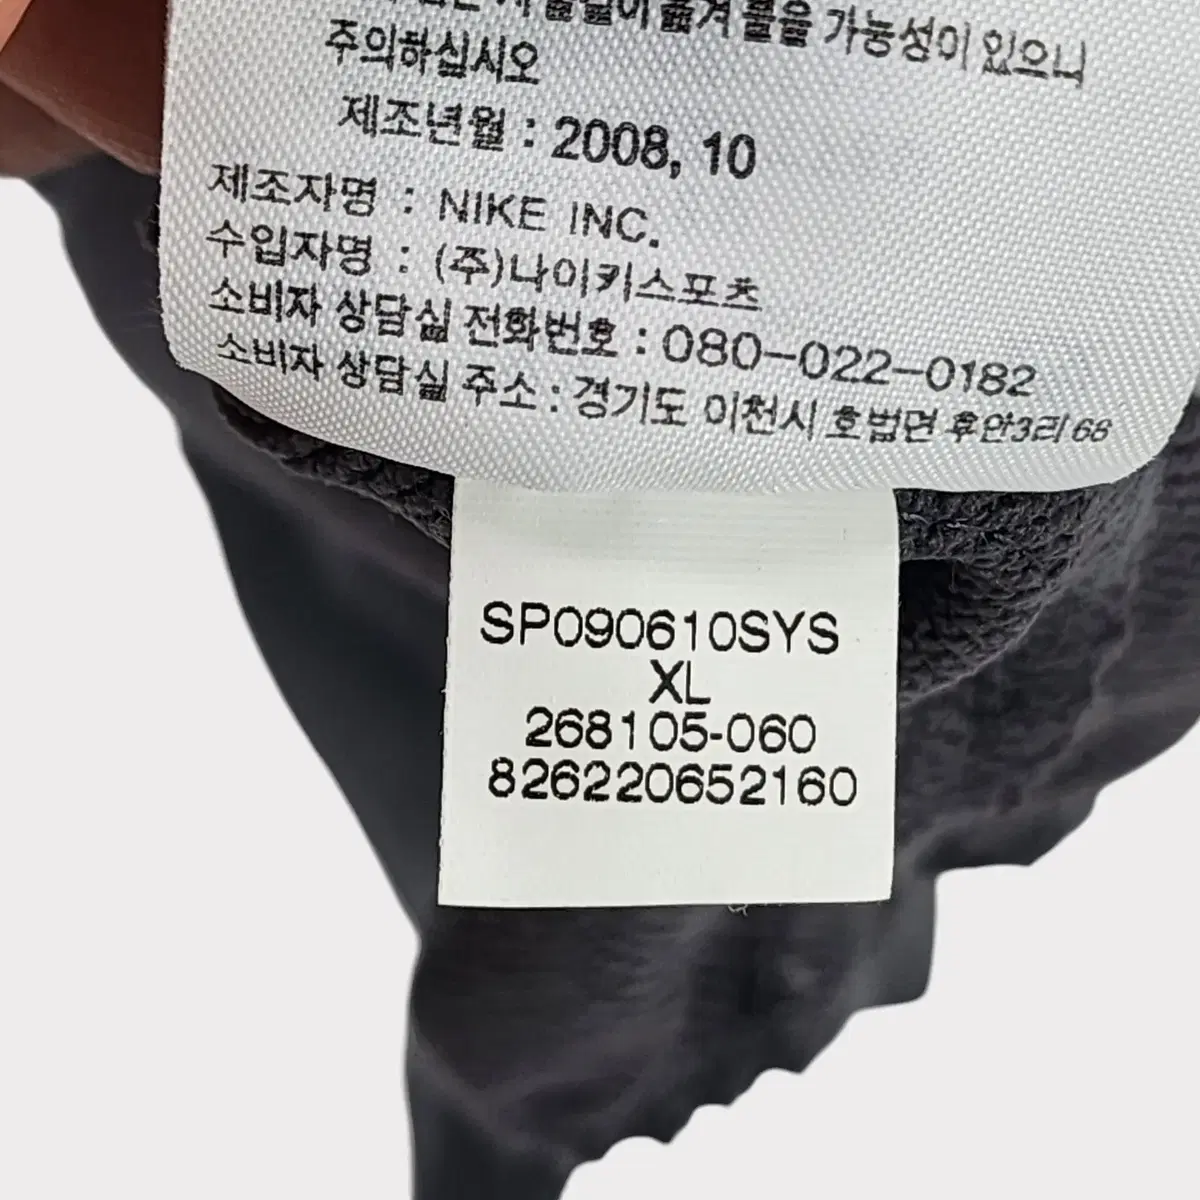 물을 가능성이 있으니
주의하십시오
제조년월 : 2008, 10
제조자명 : NIKE INC.
수입자명 : (주)나이키스포츠
소비자 상담실 전화번호 : 080-022-0182
소비자 상담실 주소 : 경기도 이천시 호법면 후안3리 68
SP090610SYS
XL
268105-060
826220652160